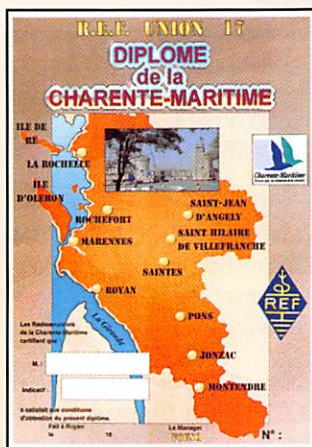 R.E.F. UNION 17
DIPLOME
de la
CHARENTE-MARITIME
ILE DE
RE
LA ROCHELLE
ILE
D'OLERON
Charente-Maritime
SAINT-JEAN
D'ANGELY
ROCHEFORT
MARENNES
SAINT HILAIRE
DE VILLEFRANCHE
SAINTES
ROYAN
REF
La Gironde
PONS
Les Radioamateurs
de la Charente-Maritime
certifient que
M. :
JONZAC
Indicatif :
MONTENDRE
a satisfait aux conditions
d'obtention du présent diplôme.
Fait à Royan
le
Le Manager
N° :